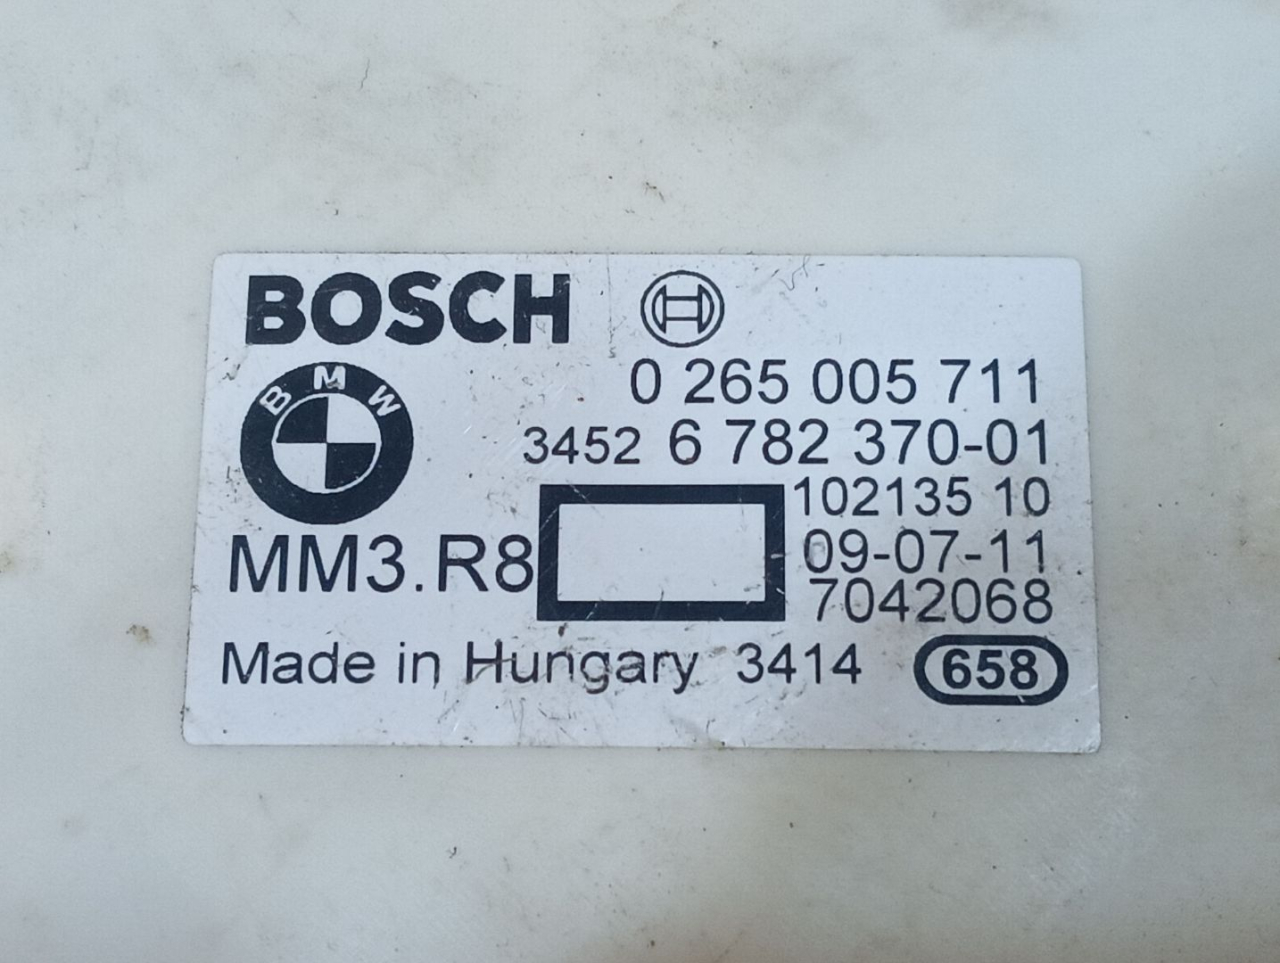 BOSCH
0 265 005 711
BMW
3452 6 782 370-01
102135 10
MM3.R8
09-07-11
7042068
Made in Hungary 3414 658